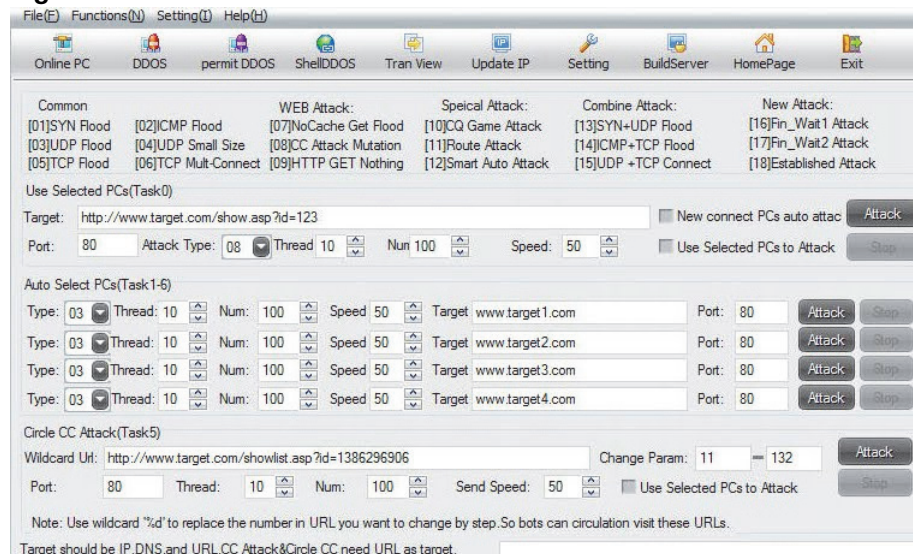 File(F) Functions(N) Setting(I) Help(H)
Online PC DDOS permit DDOS ShellDDOS Tran View Update IP Setting BuildServer HomePage Exit
Common WEB Attack: Speical Attack: Combine Attack: New Attack:
[01]SYN Flood [02]ICMP Flood [07]NoCache Get Flood [10]CQ Game Attack [13]SYN+UDP Flood [16]Fin_Wait1 Attack
[03]UDP Flood [04]UDP Small Size [08]CC Attack Mutation [11]Route Attack [14]ICMP+TCP Flood [17]Fin_Wait2 Attack
[05]TCP Flood [06]TCP Mult-Connect [09]HTTP GET Nothing [12]Smart Auto Attack [15]UDP +TCP Connect [18]Established Attack
Use Selected PCs(Task0)
Target: http://www.target.com/show.asp?id=123 New connect PCs auto attac Attack
Port: 80 Attack Type: 08 Thread 10 Nun 100 Speed: 50 Use Selected PCs to Attack Stop
Auto Select PCs(Task1-6)
Type: 03 Thread: 10 Num: 100 Speed 50 Target www.target1.com Port: 80 Attack Stop
Type: 03 Thread: 10 Num: 100 Speed 50 Target www.target2.com Port: 80 Attack Stop
Type: 03 Thread: 10 Num: 100 Speed 50 Target www.target3.com Port: 80 Attack Stop
Type: 03 Thread: 10 Num: 100 Speed 50 Target www.target4.com Port: 80 Attack Stop
Circle CC Attack(Task5)
Wildcard Url: http://www.target.com/showlist.asp?id=1386296906 Change Param: 11 — 132 Attack
Port: 80 Thread: 10 Num: 100 Send Speed: 50 Use Selected PCs to Attack Stop
Note: Use wildcard '%d' to replace the number in URL you want to change by step.So bots can circulation visit these URLs.
Target should be IP,DNS,and URL.CC Attack&Circle CC need URL as target.